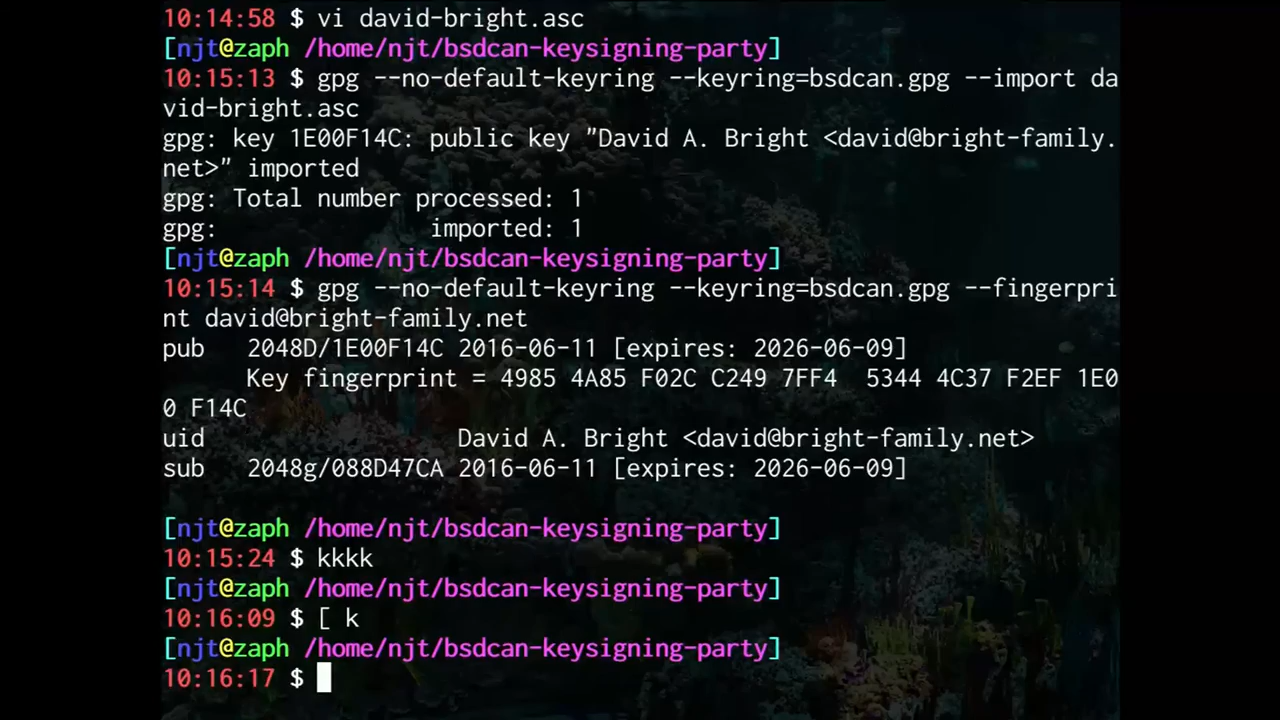 10:14:58 $ vi david-bright.asc
[njt@zaph /home/njt/bsdcan-keysigning-party]
10:15:13 $ gpg --no-default-keyring --keyring=bsdcan.gpg --import da
vid-bright.asc
gpg: key 1E00F14C: public key "David A. Bright <david@bright-family.
net>" imported
gpg: Total number processed: 1
gpg:               imported: 1
[njt@zaph /home/njt/bsdcan-keysigning-party]
10:15:14 $ gpg --no-default-keyring --keyring=bsdcan.gpg --fingerpri
nt david@bright-family.net
pub   2048D/1E00F14C 2016-06-11 [expires: 2026-06-09]
      Key fingerprint = 4985 4A85 F02C C249 7FF4  5344 4C37 F2EF 1E0
0 F14C
uid                  David A. Bright <david@bright-family.net>
sub   2048g/088D47CA 2016-06-11 [expires: 2026-06-09]
[njt@zaph /home/njt/bsdcan-keysigning-party]
10:15:24 $ kkkk
[njt@zaph /home/njt/bsdcan-keysigning-party]
10:16:09 $ [ k
[njt@zaph /home/njt/bsdcan-keysigning-party]
10:16:17 $